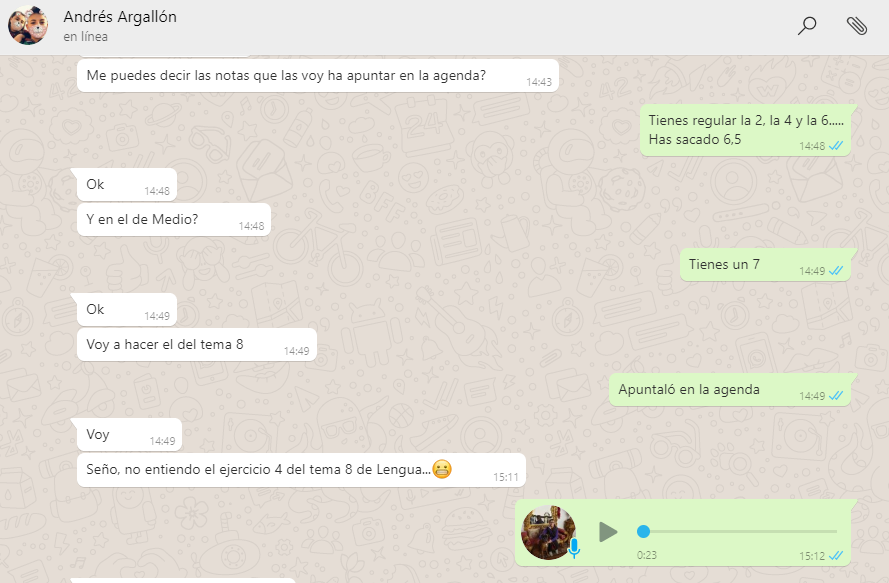 Andrés Argallón
en línea
Me puedes decir las notas que las voy ha apuntar en la agenda?
14:43
Tienes regular la 2, la 4 y la 6.....
Has sacado 6,5
14:48
Ok
14:48
Y en el de Medio?
14:48
Tienes un 7
14:49
Ok
14:49
Voy a hacer el del tema 8
14:49
Apuntaló en la agenda
14:49
Voy
14:49
Seño, no entiendo el ejercicio 4 del tema 8 de Lengua...😬
15:11
0:23
15:12